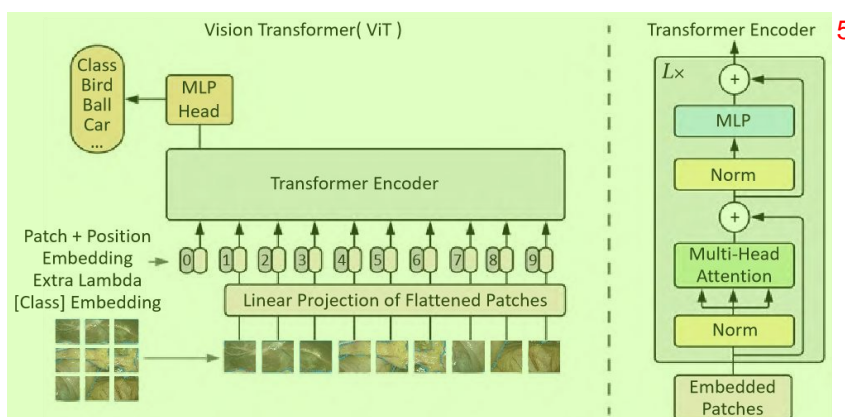 Vision Transformer( ViT )
Class
Bird
Ball
Car
...
MLP
Head
Transformer Encoder
Patch + Position
Embedding
Extra Lambda
[Class] Embedding
0 1 2 3 4 5 6 7 8 9
Linear Projection of Flattened Patches
Transformer Encoder
L×
+
MLP
Norm
+
Multi-Head
Attention
Norm
Embedded
Patches
5